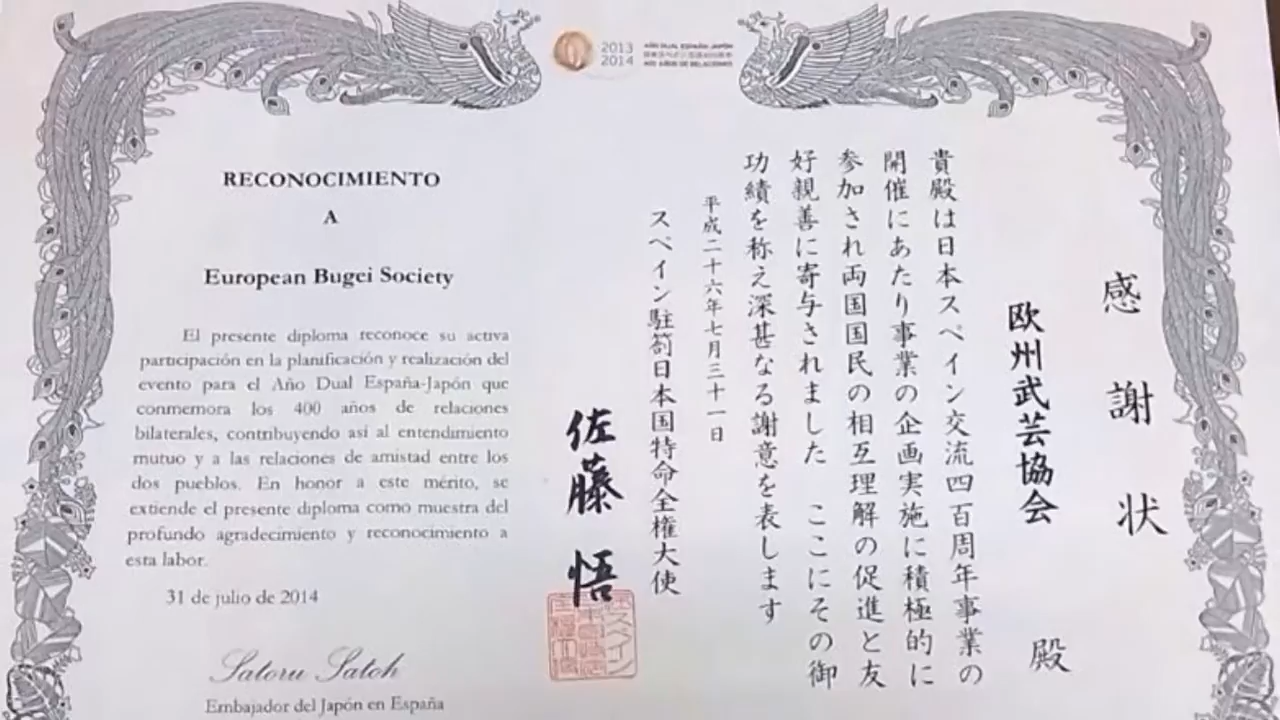 2013
2014
AÑO DUAL ESPAÑA JAPÓN
400 AÑOS DE RELACIONES
RECONOCIMIENTO
A
European Bugei Society
El presente diploma reconoce su activa
participación en la planificación y realización del
evento para el Año Dual España-Japón que
conmemora los 400 años de relaciones
bilaterales, contribuyendo así al entendimiento
mutuo y a las relaciones de amistad entre los
dos pueblos. En honor a este mérito, se
extiende el presente diploma como muestra del
profundo agradecimiento y reconocimiento a
esta labor.
31 de julio de 2014
Satoru Satoh
Embajador del Japón en España
感謝状
欧州武芸協会 殿
貴殿は日本スペイン交流四百周年事業の
開催にあたり事業の企画実施に積極的に
参加され両国国民の相互理解の促進と友
好親善に寄与されました ここにその御
功績を称え深甚なる謝意を表します
平成二十六年七月三十一日
スペイン駐箚日本国特命全権大使
佐藤 悟